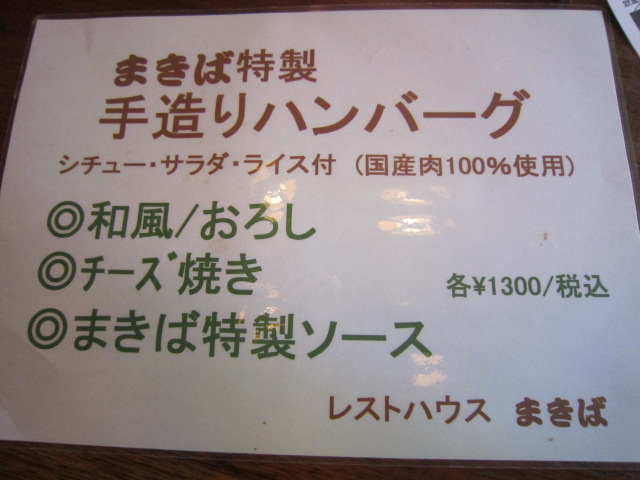 まきば特製
手造りハンバーグ
シチュー・サラダ・ライス付 (国産肉100%使用)
◎和風/おろし
◎ﾁｰｽﾞ焼き
各¥1300/税込
◎まきば特製ソース
レストハウス まきば